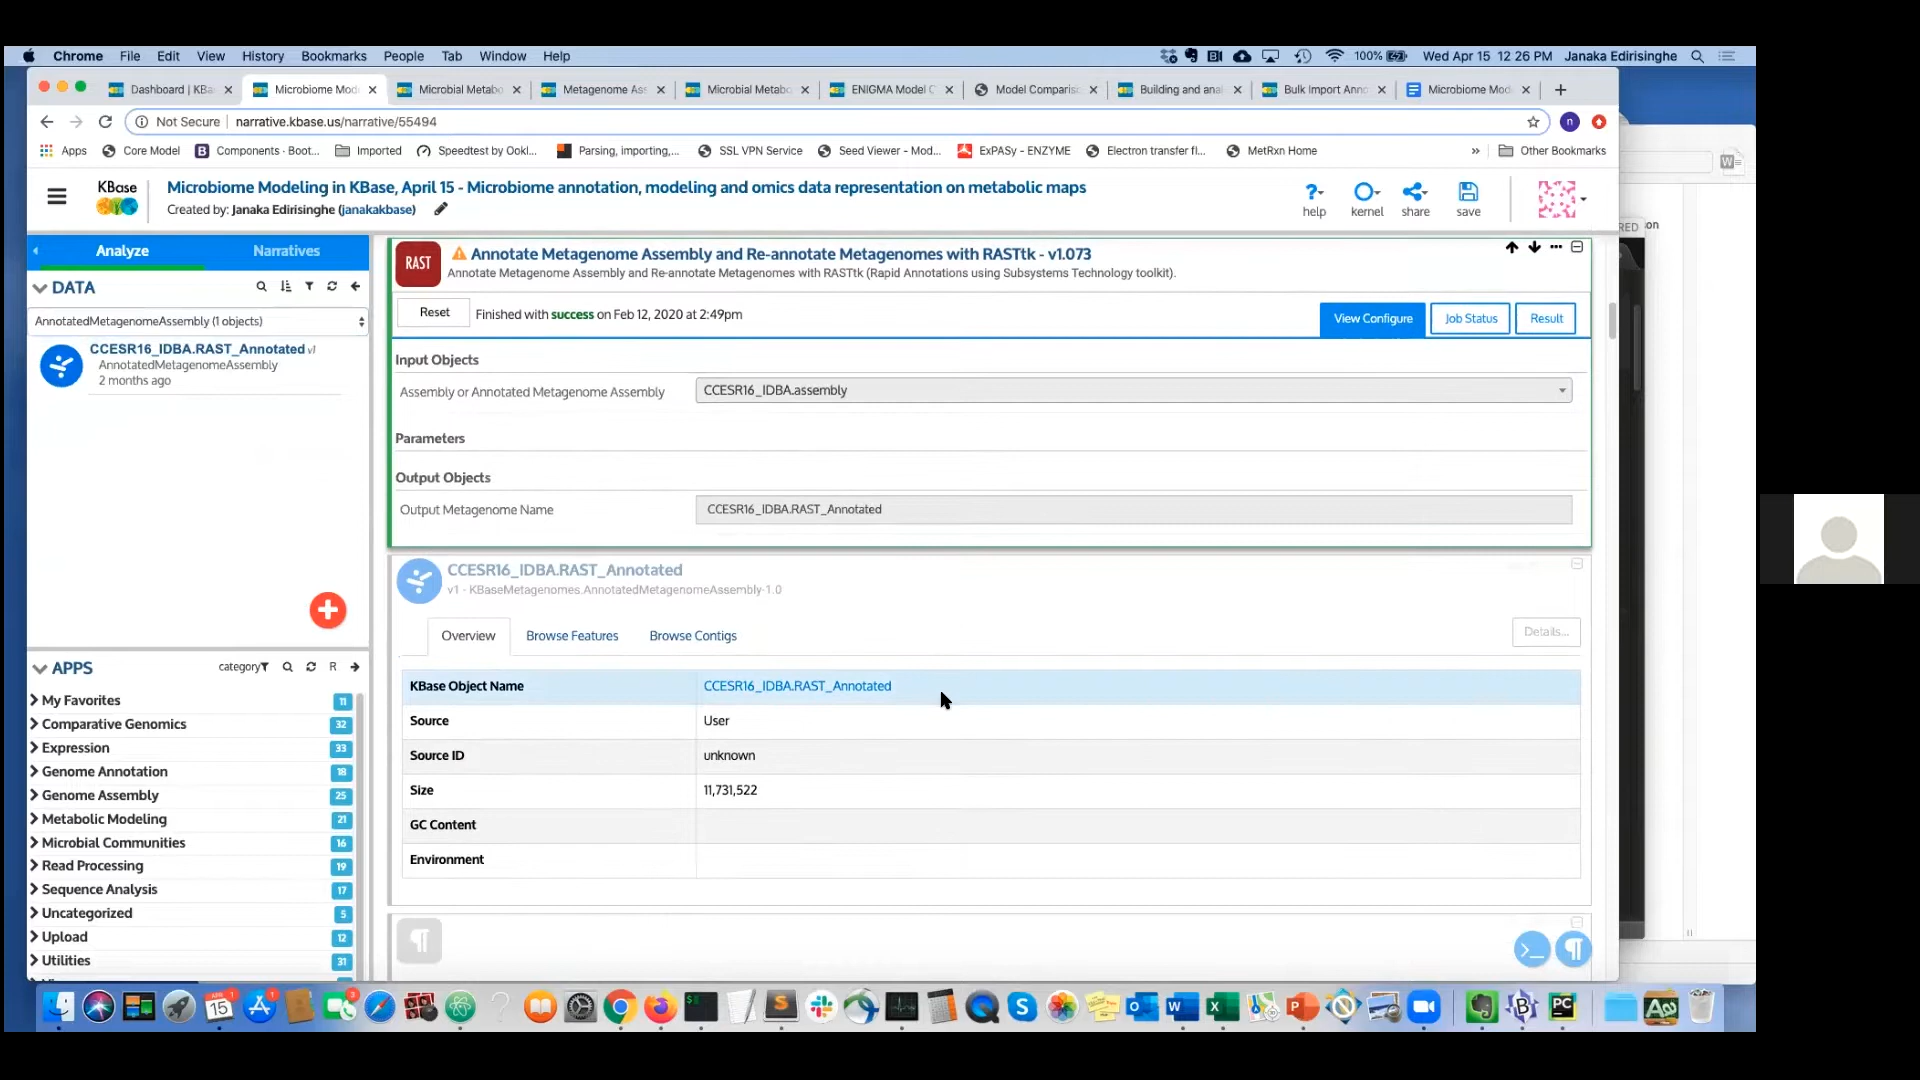 Chrome File Edit View History Bookmarks People Tab Window Help 100% Wed Apr 15 12:26 PM Janaka Edirisinghe
Dashboard | KBa Microbiome Mod Microbial Metabo Metagenome Ass Microbial Metabo ENIGMA Model C Model Comparis Building and anal Bulk Import Anno Microbiome Mod
Not Secure narrative.kbase.us/narrative/55494 n
Apps Core Model Components · Boot... Imported Speedtest by Ookl... Parsing, importing,... SSL VPN Service Seed Viewer - Mod... ExPASy - ENZYME Electron transfer fl... MetRxn Home » Other Bookmarks
KBase
Microbiome Modeling in KBase, April 15 - Microbiome annotation, modeling and omics data representation on metabolic maps
Created by: Janaka Edirisinghe (janakakbase)
help kernel share save
RED on
Analyze Narratives
DATA
AnnotatedMetagenomeAssembly (1 objects)
CCESR16_IDBA.RAST_Annotated v1
AnnotatedMetagenomeAssembly
2 months ago
APPS category R
My Favorites 11
Comparative Genomics 32
Expression 33
Genome Annotation 18
Genome Assembly 25
Metabolic Modeling 21
Microbial Communities 16
Read Processing 19
Sequence Analysis 17
Uncategorized 5
Upload 12
Utilities 31
RAST
Annotate Metagenome Assembly and Re-annotate Metagenomes with RASTtk - v1.073
Annotate Metagenome Assembly and Re-annotate Metagenomes with RASTtk (Rapid Annotations using Subsystems Technology toolkit).
Reset Finished with success on Feb 12, 2020 at 2:49pm View Configure Job Status Result
Input Objects
Assembly or Annotated Metagenome Assembly CCESR16_IDBA.assembly
Parameters
Output Objects
Output Metagenome Name CCESR16_IDBA.RAST_Annotated
CCESR16_IDBA.RAST_Annotated
v1 - KBaseMetagenomes.AnnotatedMetagenomeAssembly-1.0
Overview Browse Features Browse Contigs Details...
KBase Object Name CCESR16_IDBA.RAST_Annotated
Source User
Source ID unknown
Size 11,731,522
GC Content
Environment